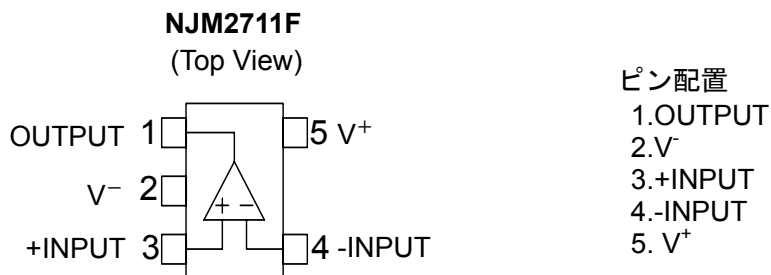 NJM2711F
(Top View)
OUTPUT 1
5 V⁺
V⁻ 2
+INPUT 3
4 -INPUT
+ −
ピン配置
1.OUTPUT
2.V⁻
3.+INPUT
4.-INPUT
5. V⁺